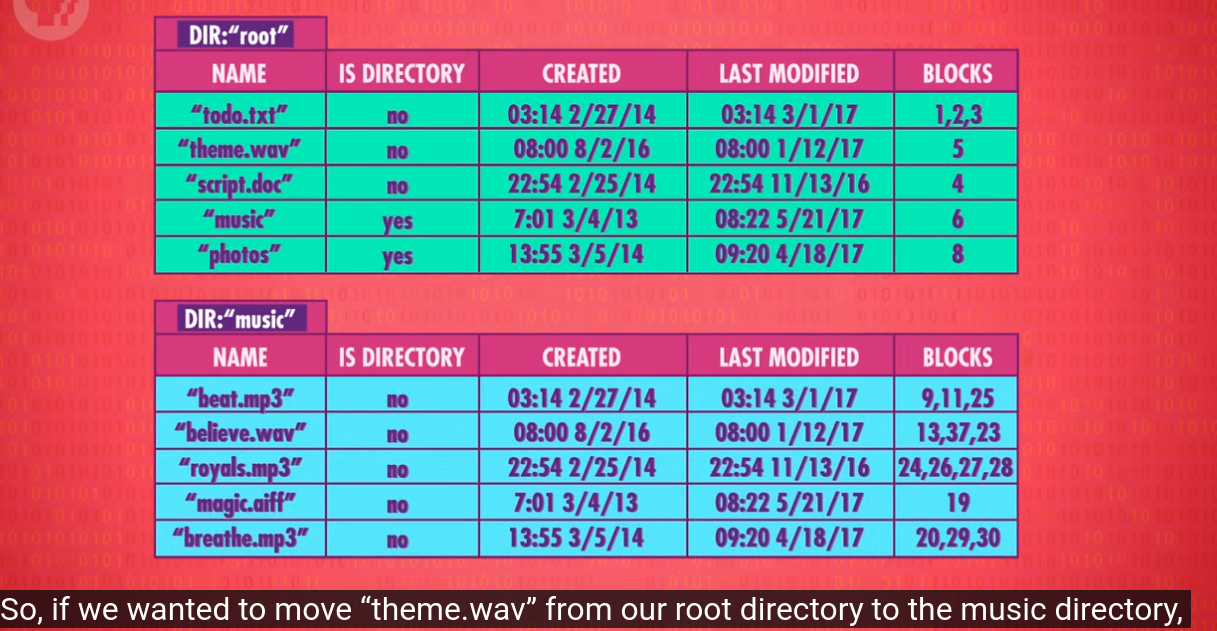 DIR:“root”
NAME IS DIRECTORY CREATED LAST MODIFIED BLOCKS
“todo.txt” no 03:14 2/27/14 03:14 3/1/17 1,2,3
“theme.wav” no 08:00 8/2/16 08:00 1/12/17 5
“script.doc” no 22:54 2/25/14 22:54 11/13/16 4
“music” yes 7:01 3/4/13 08:22 5/21/17 6
“photos” yes 13:55 3/5/14 09:20 4/18/17 8
DIR:“music”
NAME IS DIRECTORY CREATED LAST MODIFIED BLOCKS
“beat.mp3” no 03:14 2/27/14 03:14 3/1/17 9,11,25
“believe.wav” no 08:00 8/2/16 08:00 1/12/17 13,37,23
“royals.mp3” no 22:54 2/25/14 22:54 11/13/16 24,26,27,28
“magic.aiff” no 7:01 3/4/13 08:22 5/21/17 19
“breathe.mp3” no 13:55 3/5/14 09:20 4/18/17 20,29,30
So, if we wanted to move “theme.wav” from our root directory to the music directory,